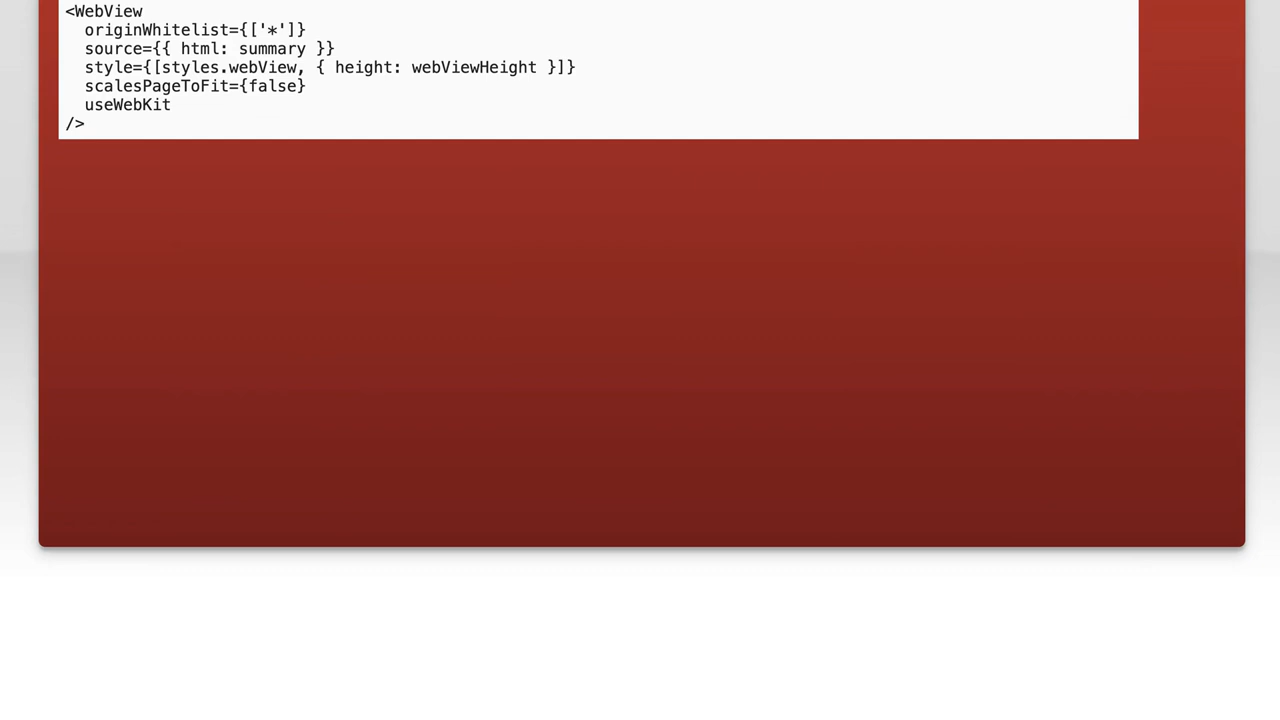 <WebView
  originWhitelist={['*']}
  source={{ html: summary }}
  style={[styles.webView, { height: webViewHeight }]}
  scalesPageToFit={false}
  useWebKit
/>